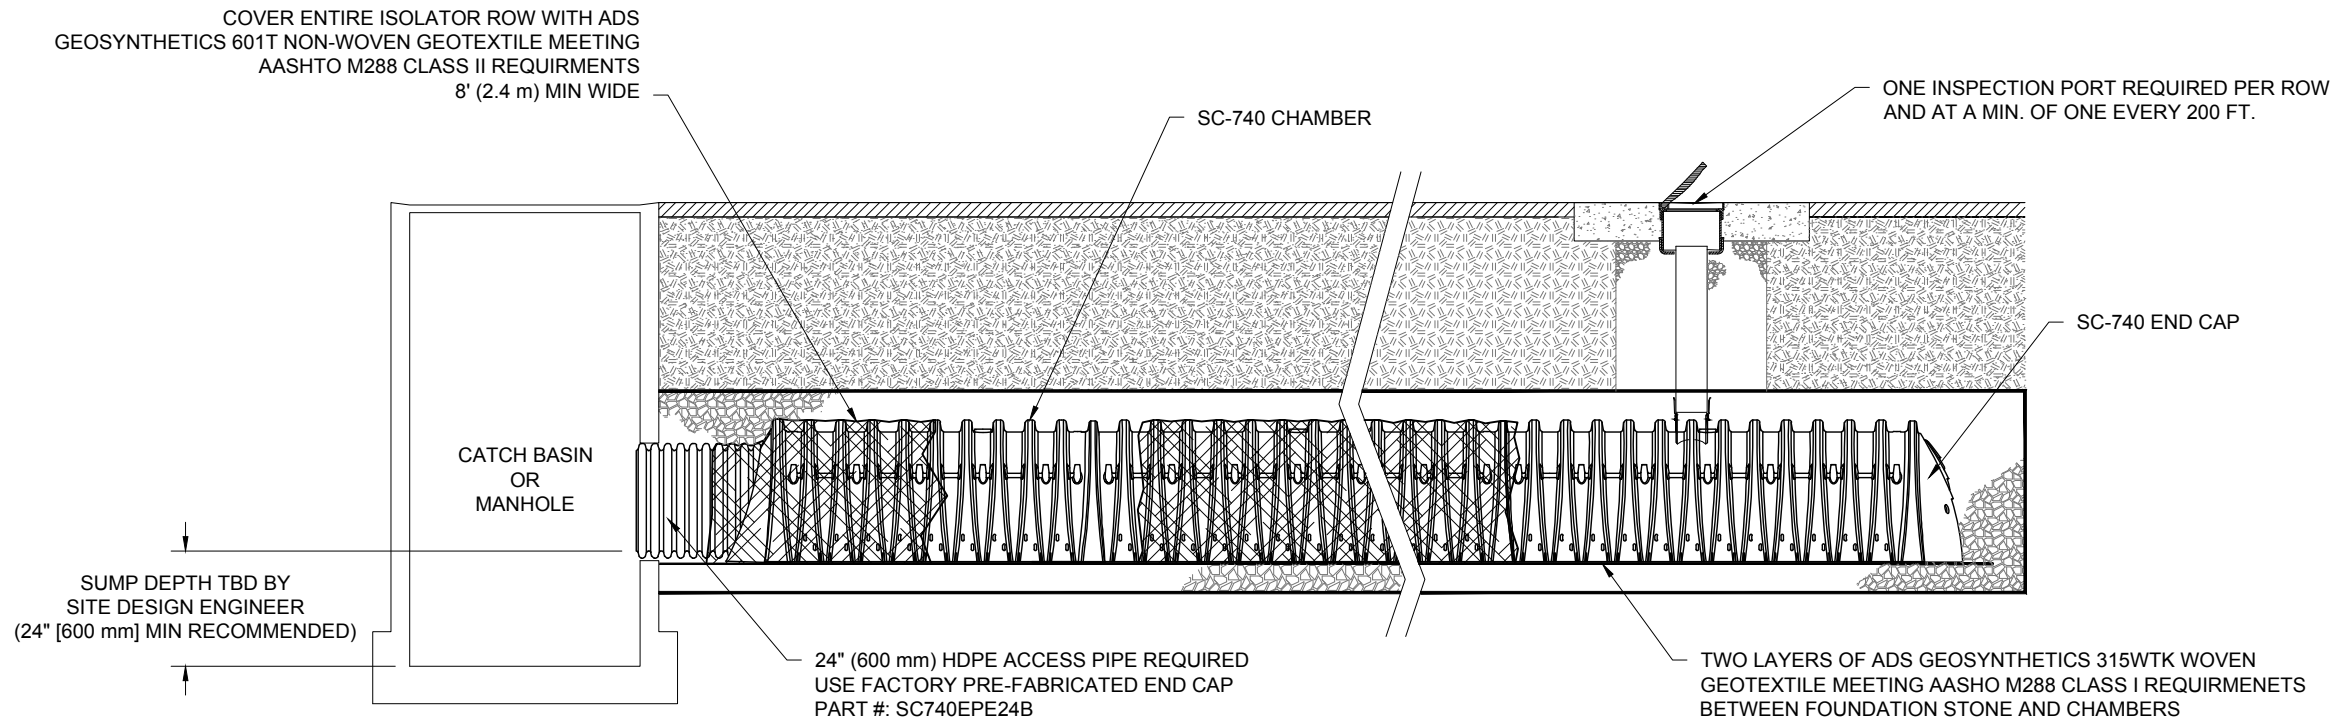 COVER ENTIRE ISOLATOR ROW WITH ADS
GEOSYNTHETICS 601T NON-WOVEN GEOTEXTILE MEETING
AASHTO M288 CLASS II REQUIRMENTS
8' (2.4 m) MIN WIDE
SC-740 CHAMBER
ONE INSPECTION PORT REQUIRED PER ROW
AND AT A MIN. OF ONE EVERY 200 FT.
SC-740 END CAP
CATCH BASIN
OR
MANHOLE
SUMP DEPTH TBD BY
SITE DESIGN ENGINEER
(24" [600 mm] MIN RECOMMENDED)
24" (600 mm) HDPE ACCESS PIPE REQUIRED
USE FACTORY PRE-FABRICATED END CAP
PART #: SC740EPE24B
TWO LAYERS OF ADS GEOSYNTHETICS 315WTK WOVEN
GEOTEXTILE MEETING AASHO M288 CLASS I REQUIRMENETS
BETWEEN FOUNDATION STONE AND CHAMBERS